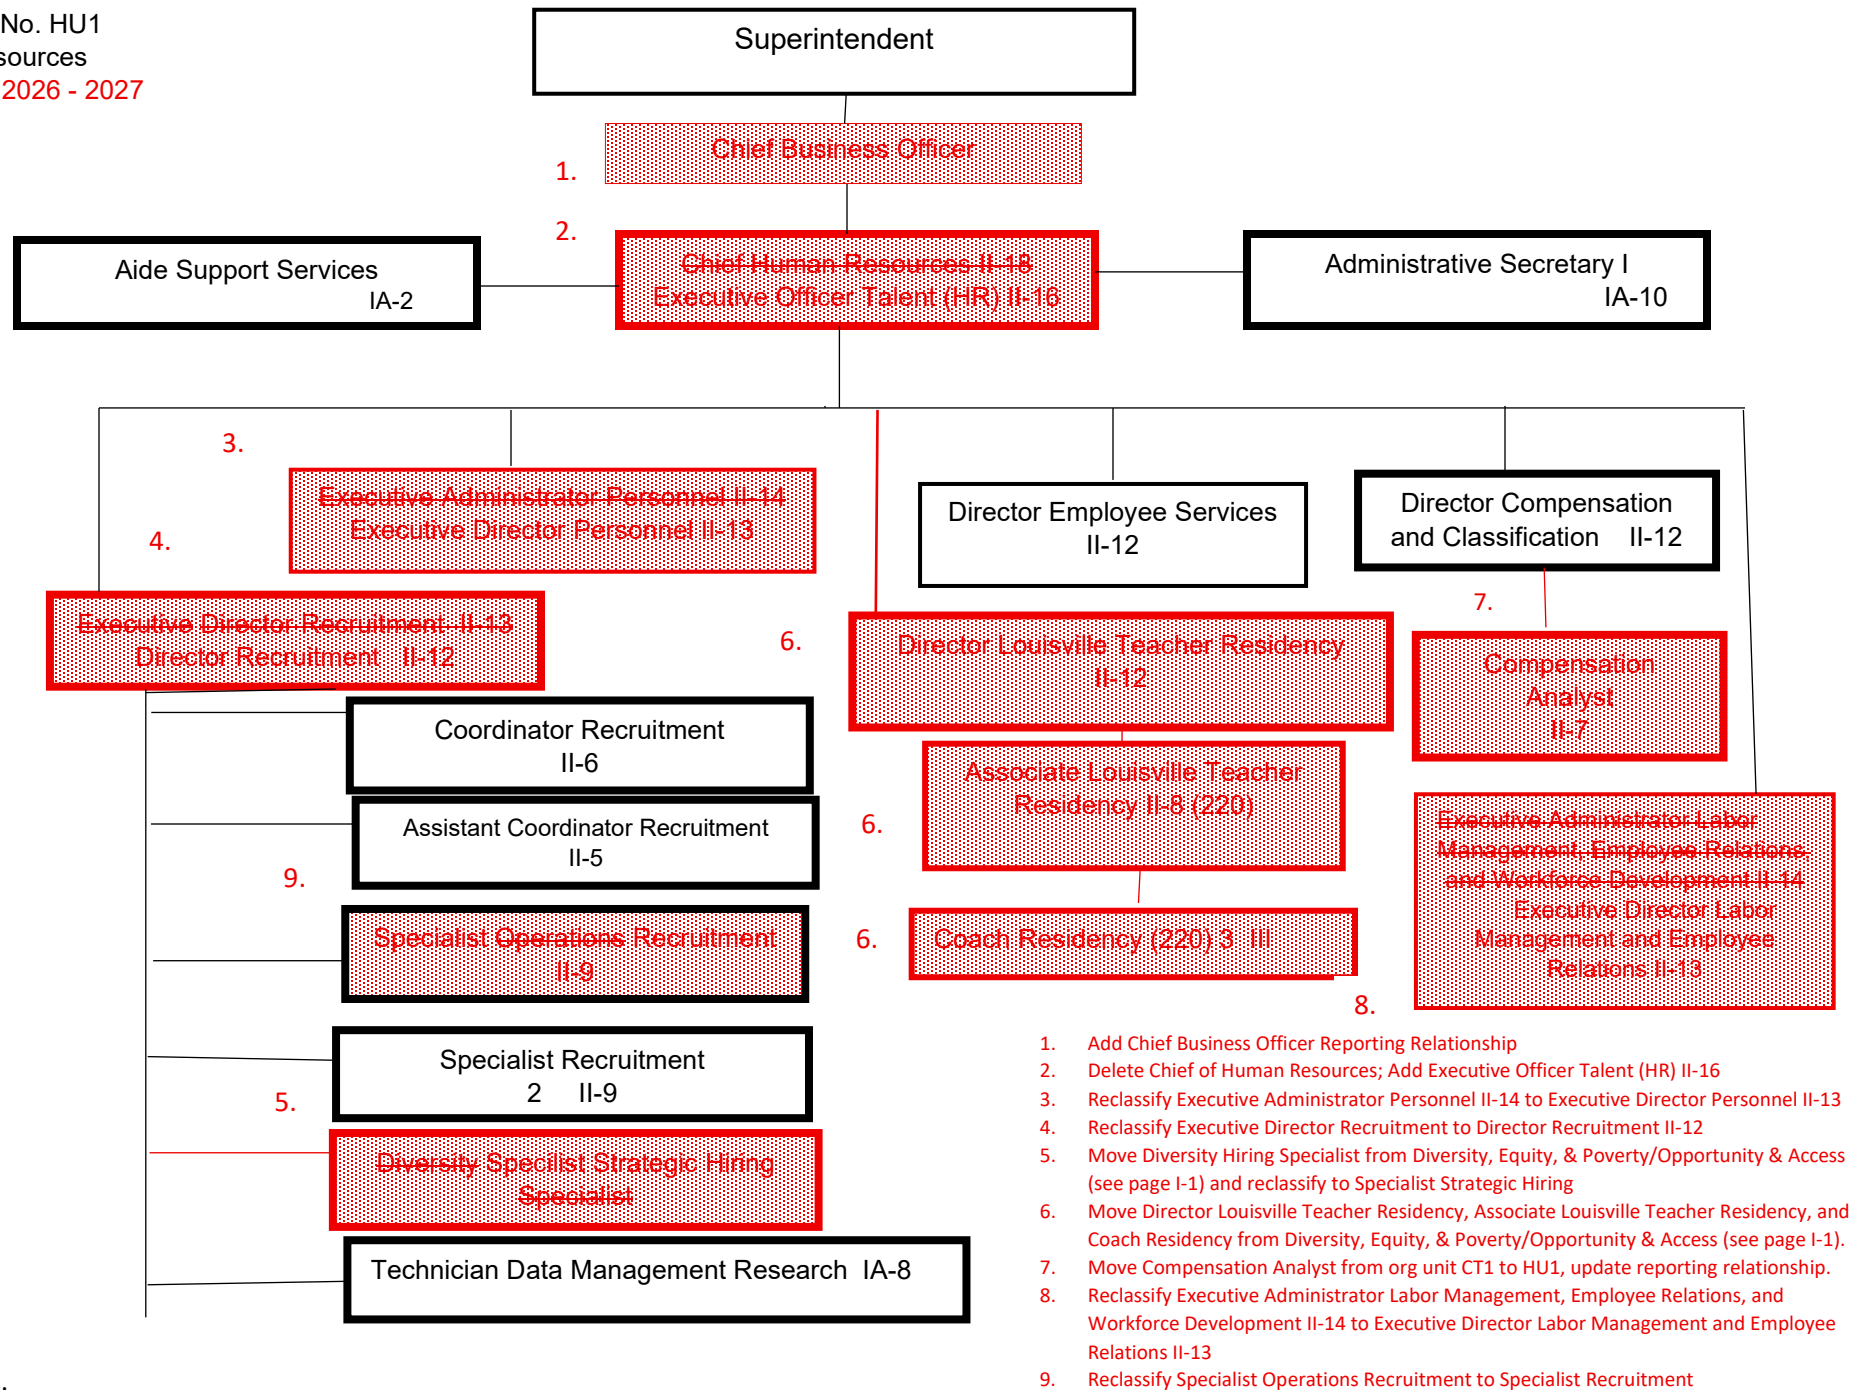 No. HU1
sources
2026 - 2027
Superintendent
Chief Business Officer
1.
2.
Chief Human Resources II-18
Executive Officer Talent (HR) II-16
Aide Support Services
IA-2
Administrative Secretary I
IA-10
3.
Executive Administrator Personnel II-14
Executive Director Personnel II-13
4.
Executive Director Recruitment II-13
Director Recruitment II-12
Director Employee Services
II-12
Director Compensation
and Classification II-12
7.
Compensation
Analyst
II-7
6.
Director Louisville Teacher Residency
II-12
Associate Louisville Teacher
Residency II-8 (220)
6.
Coach Residency (220) 3 III
6.
Executive Administrator Labor
Management, Employee Relations,
and Workforce Development II-14
Executive Director Labor
Management and Employee
Relations II-13
8.
Coordinator Recruitment
II-6
Assistant Coordinator Recruitment
II-5
9.
Specialist Operations Recruitment
II-9
Specialist Recruitment
2 II-9
5.
Diversity Specilist Strategic Hiring
Specialist
Technician Data Management Research IA-8
1. Add Chief Business Officer Reporting Relationship
2. Delete Chief of Human Resources; Add Executive Officer Talent (HR) II-16
3. Reclassify Executive Administrator Personnel II-14 to Executive Director Personnel II-13
4. Reclassify Executive Director Recruitment to Director Recruitment II-12
5. Move Diversity Hiring Specialist from Diversity, Equity, & Poverty/Opportunity & Access
(see page I-1) and reclassify to Specialist Strategic Hiring
6. Move Director Louisville Teacher Residency, Associate Louisville Teacher Residency, and
Coach Residency from Diversity, Equity, & Poverty/Opportunity & Access (see page I-1).
7. Move Compensation Analyst from org unit CT1 to HU1, update reporting relationship.
8. Reclassify Executive Administrator Labor Management, Employee Relations, and
Workforce Development II-14 to Executive Director Labor Management and Employee
Relations II-13
9. Reclassify Specialist Operations Recruitment to Specialist Recruitment